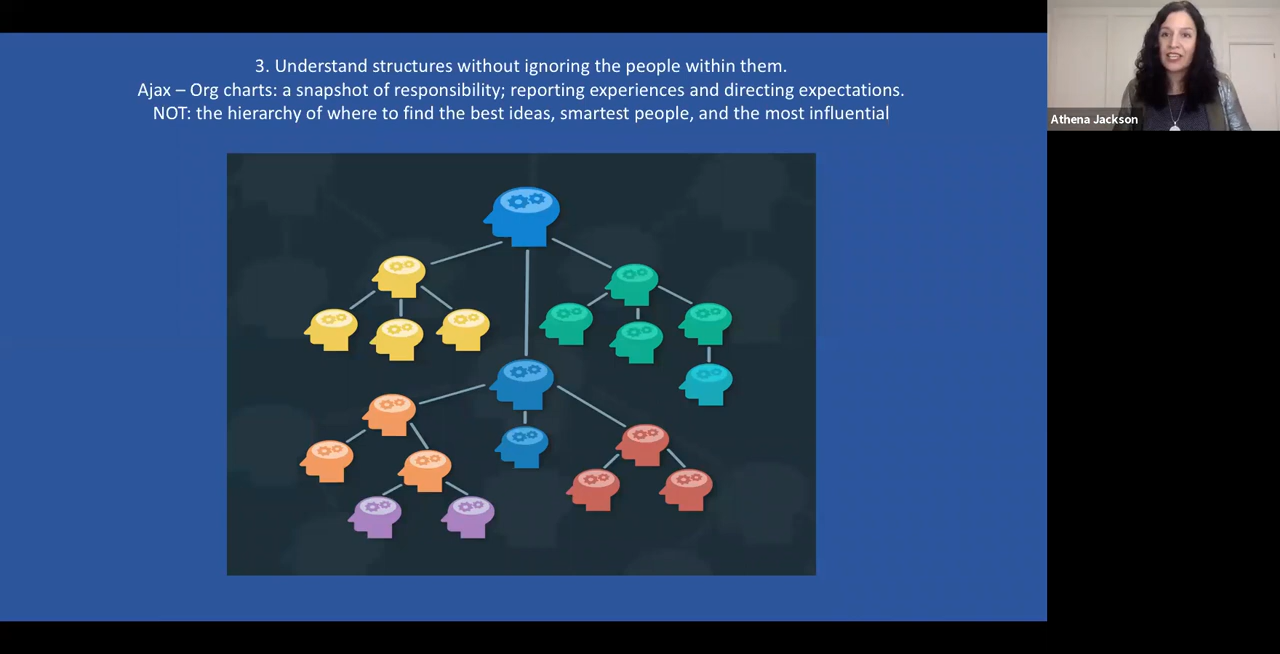 3. Understand structures without ignoring the people within them.
Ajax – Org charts: a snapshot of responsibility; reporting experiences and directing expectations.
NOT: the hierarchy of where to find the best ideas, smartest people, and the most influential
Athena Jackson